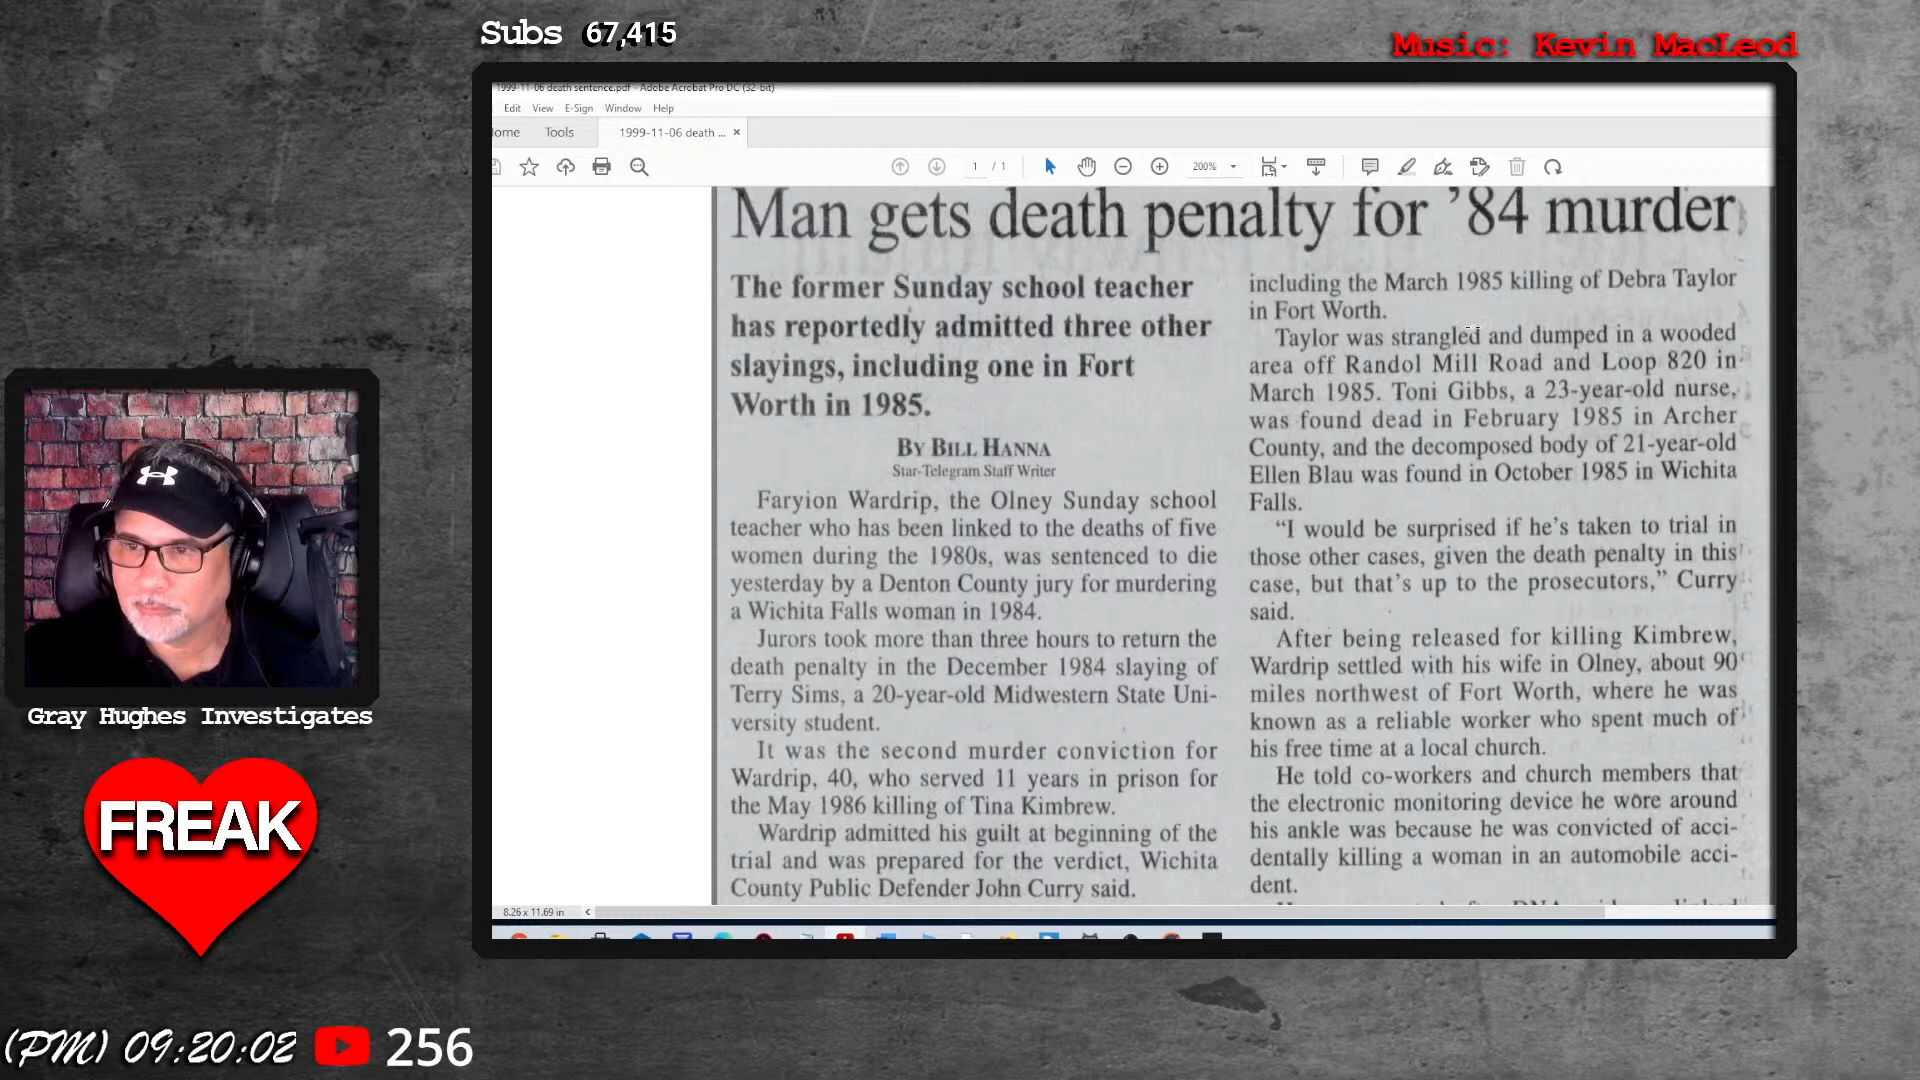 Subs 67,415
Music: Kevin MacLeod
1999-11-06 death sentence.pdf - Adobe Acrobat Pro DC (32-bit)
Edit View E-Sign Window Help
ome Tools 1999-11-06 death ... ×
1 / 1 200%
Man gets death penalty for ’84 murder
The former Sunday school teacher
has reportedly admitted three other
slayings, including one in Fort
Worth in 1985.
BY BILL HANNA
Star-Telegram Staff Writer
Faryion Wardrip, the Olney Sunday school
teacher who has been linked to the deaths of five
women during the 1980s, was sentenced to die
yesterday by a Denton County jury for murdering
a Wichita Falls woman in 1984.
Jurors took more than three hours to return the
death penalty in the December 1984 slaying of
Terry Sims, a 20-year-old Midwestern State Uni-
versity student.
It was the second murder conviction for
Wardrip, 40, who served 11 years in prison for
the May 1986 killing of Tina Kimbrew.
Wardrip admitted his guilt at beginning of the
trial and was prepared for the verdict, Wichita
County Public Defender John Curry said.
including the March 1985 killing of Debra Taylor
in Fort Worth.
Taylor was strangled and dumped in a wooded
area off Randol Mill Road and Loop 820 in
March 1985. Toni Gibbs, a 23-year-old nurse,
was found dead in February 1985 in Archer
County, and the decomposed body of 21-year-old
Ellen Blau was found in October 1985 in Wichita
Falls.
“I would be surprised if he’s taken to trial in
those other cases, given the death penalty in this
case, but that’s up to the prosecutors,” Curry
said.
After being released for killing Kimbrew,
Wardrip settled with his wife in Olney, about 90
miles northwest of Fort Worth, where he was
known as a reliable worker who spent much of
his free time at a local church.
He told co-workers and church members that
the electronic monitoring device he wore around
his ankle was because he was convicted of acci-
dentally killing a woman in an automobile acci-
dent.
8.26 x 11.69 in
Gray Hughes Investigates
FREAK
(PM) 09:20:02 256